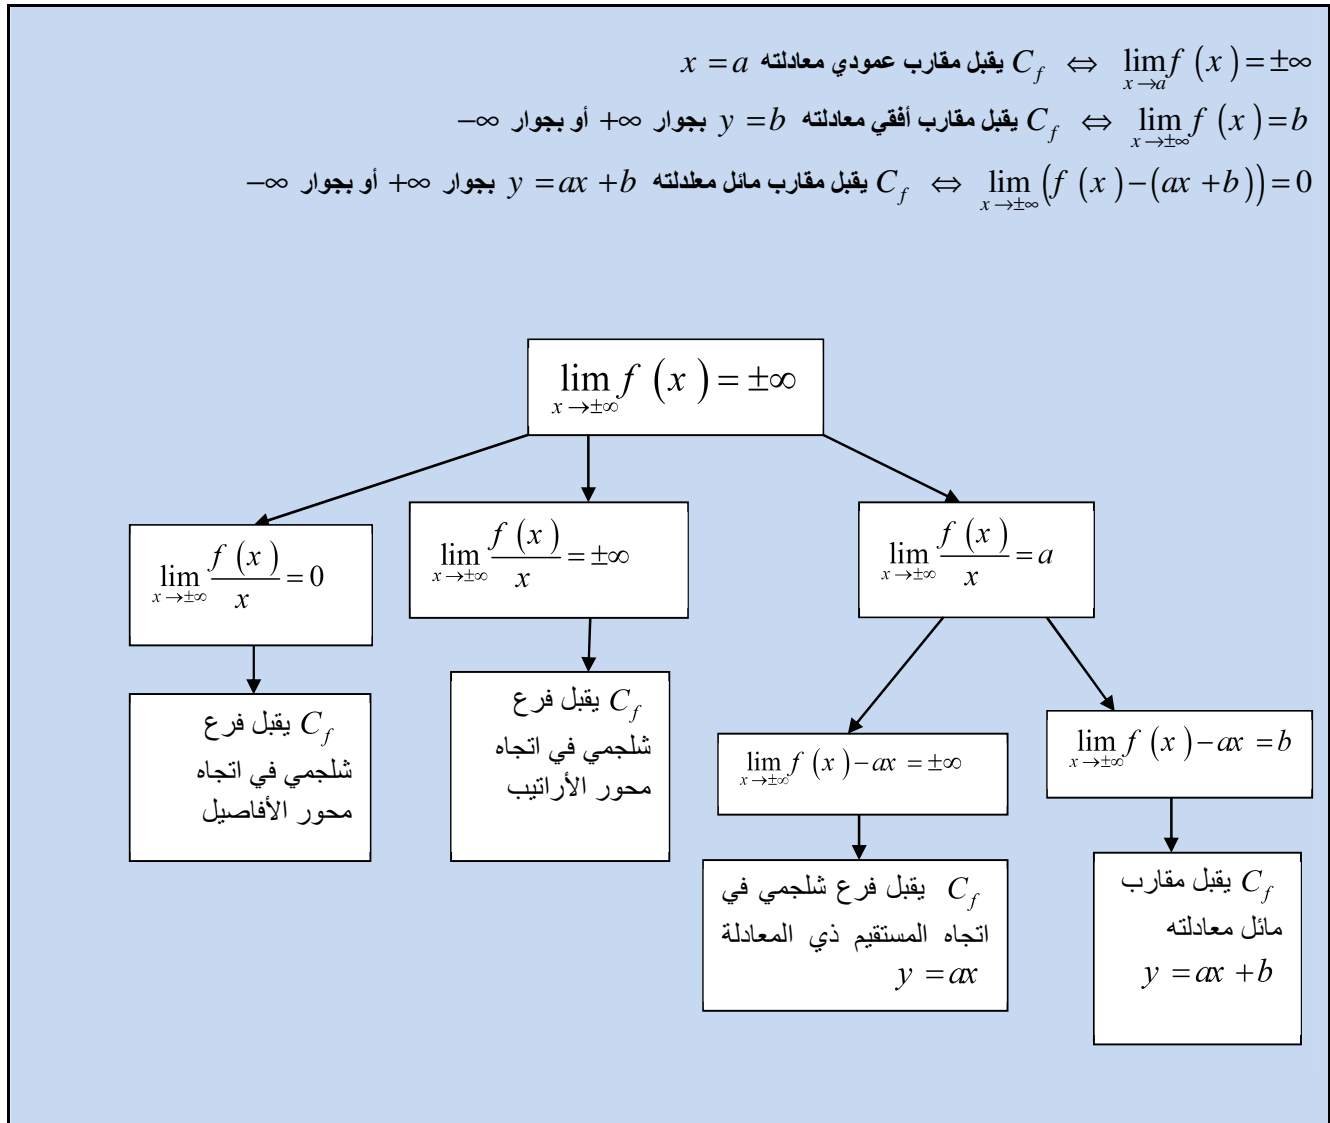 lim_{x→a} f(x) = ±∞ ⇔ C_f يقبل مقارب عمودي معادلته x = a
lim_{x→±∞} f(x) = b ⇔ C_f يقبل مقارب أفقي معادلته y = b بجوار +∞ أو بجوار −∞
lim_{x→±∞} (f(x) − (ax + b)) = 0 ⇔ C_f يقبل مقارب مائل معلدلته y = ax + b بجوار +∞ أو بجوار −∞
lim_{x→±∞} f(x) = ±∞
lim_{x→±∞} f(x)/x = a
lim_{x→±∞} f(x)/x = ±∞
lim_{x→±∞} f(x)/x = 0
lim_{x→±∞} f(x) − ax = b
lim_{x→±∞} f(x) − ax = ±∞
C_f يقبل مقارب
مائل معادلته
y = ax + b
C_f يقبل فرع شلجمي في
اتجاه المستقيم ذي المعادلة
y = ax
C_f يقبل فرع
شلجمي في اتجاه
محور الأراتيب
C_f يقبل فرع
شلجمي في اتجاه
محور الأفاصيل